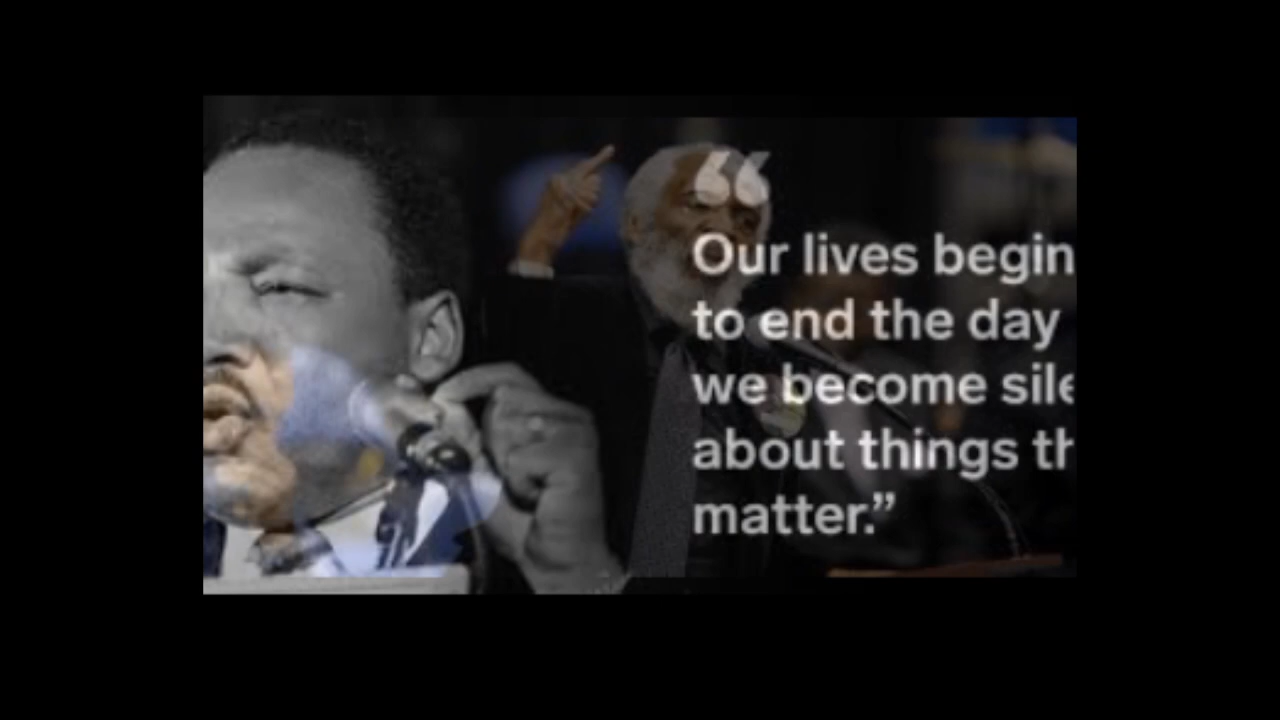 “
Our lives begin
to end the day
we become sile
about things th
matter.”